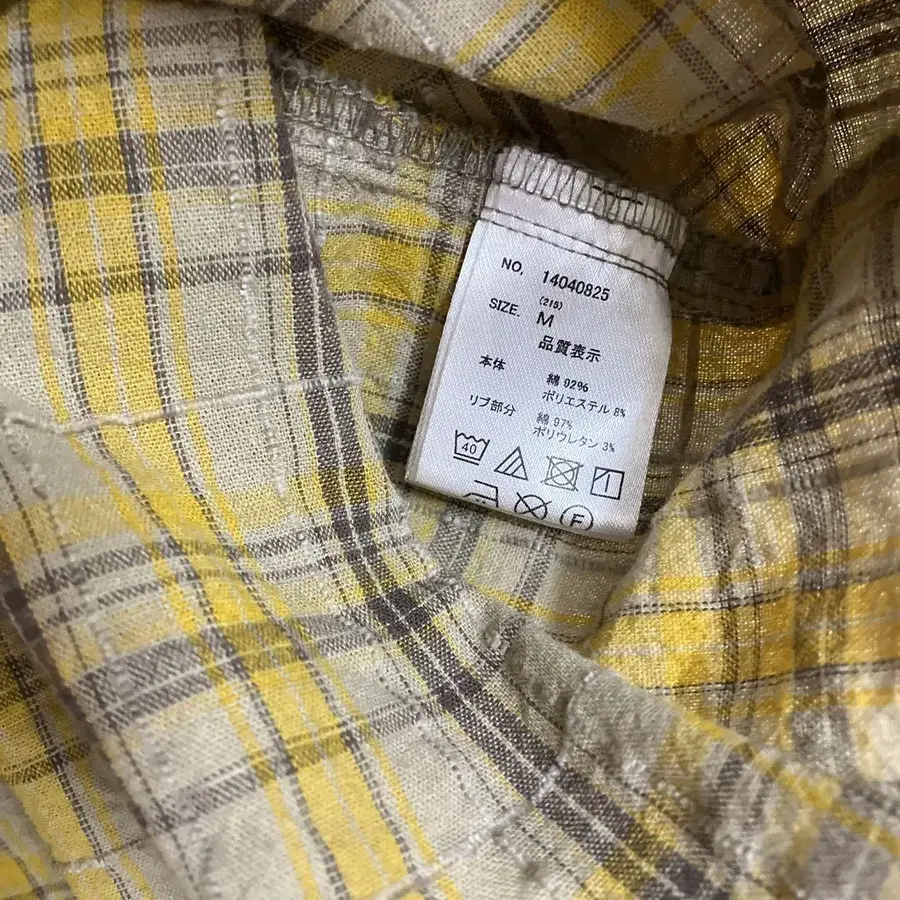 NO. 14040825
(215)
SIZE. M
品質表示
本体 綿 92%
ポリエステル 8%
リブ部分 綿 97%
ポリウレタン 3%
40
F